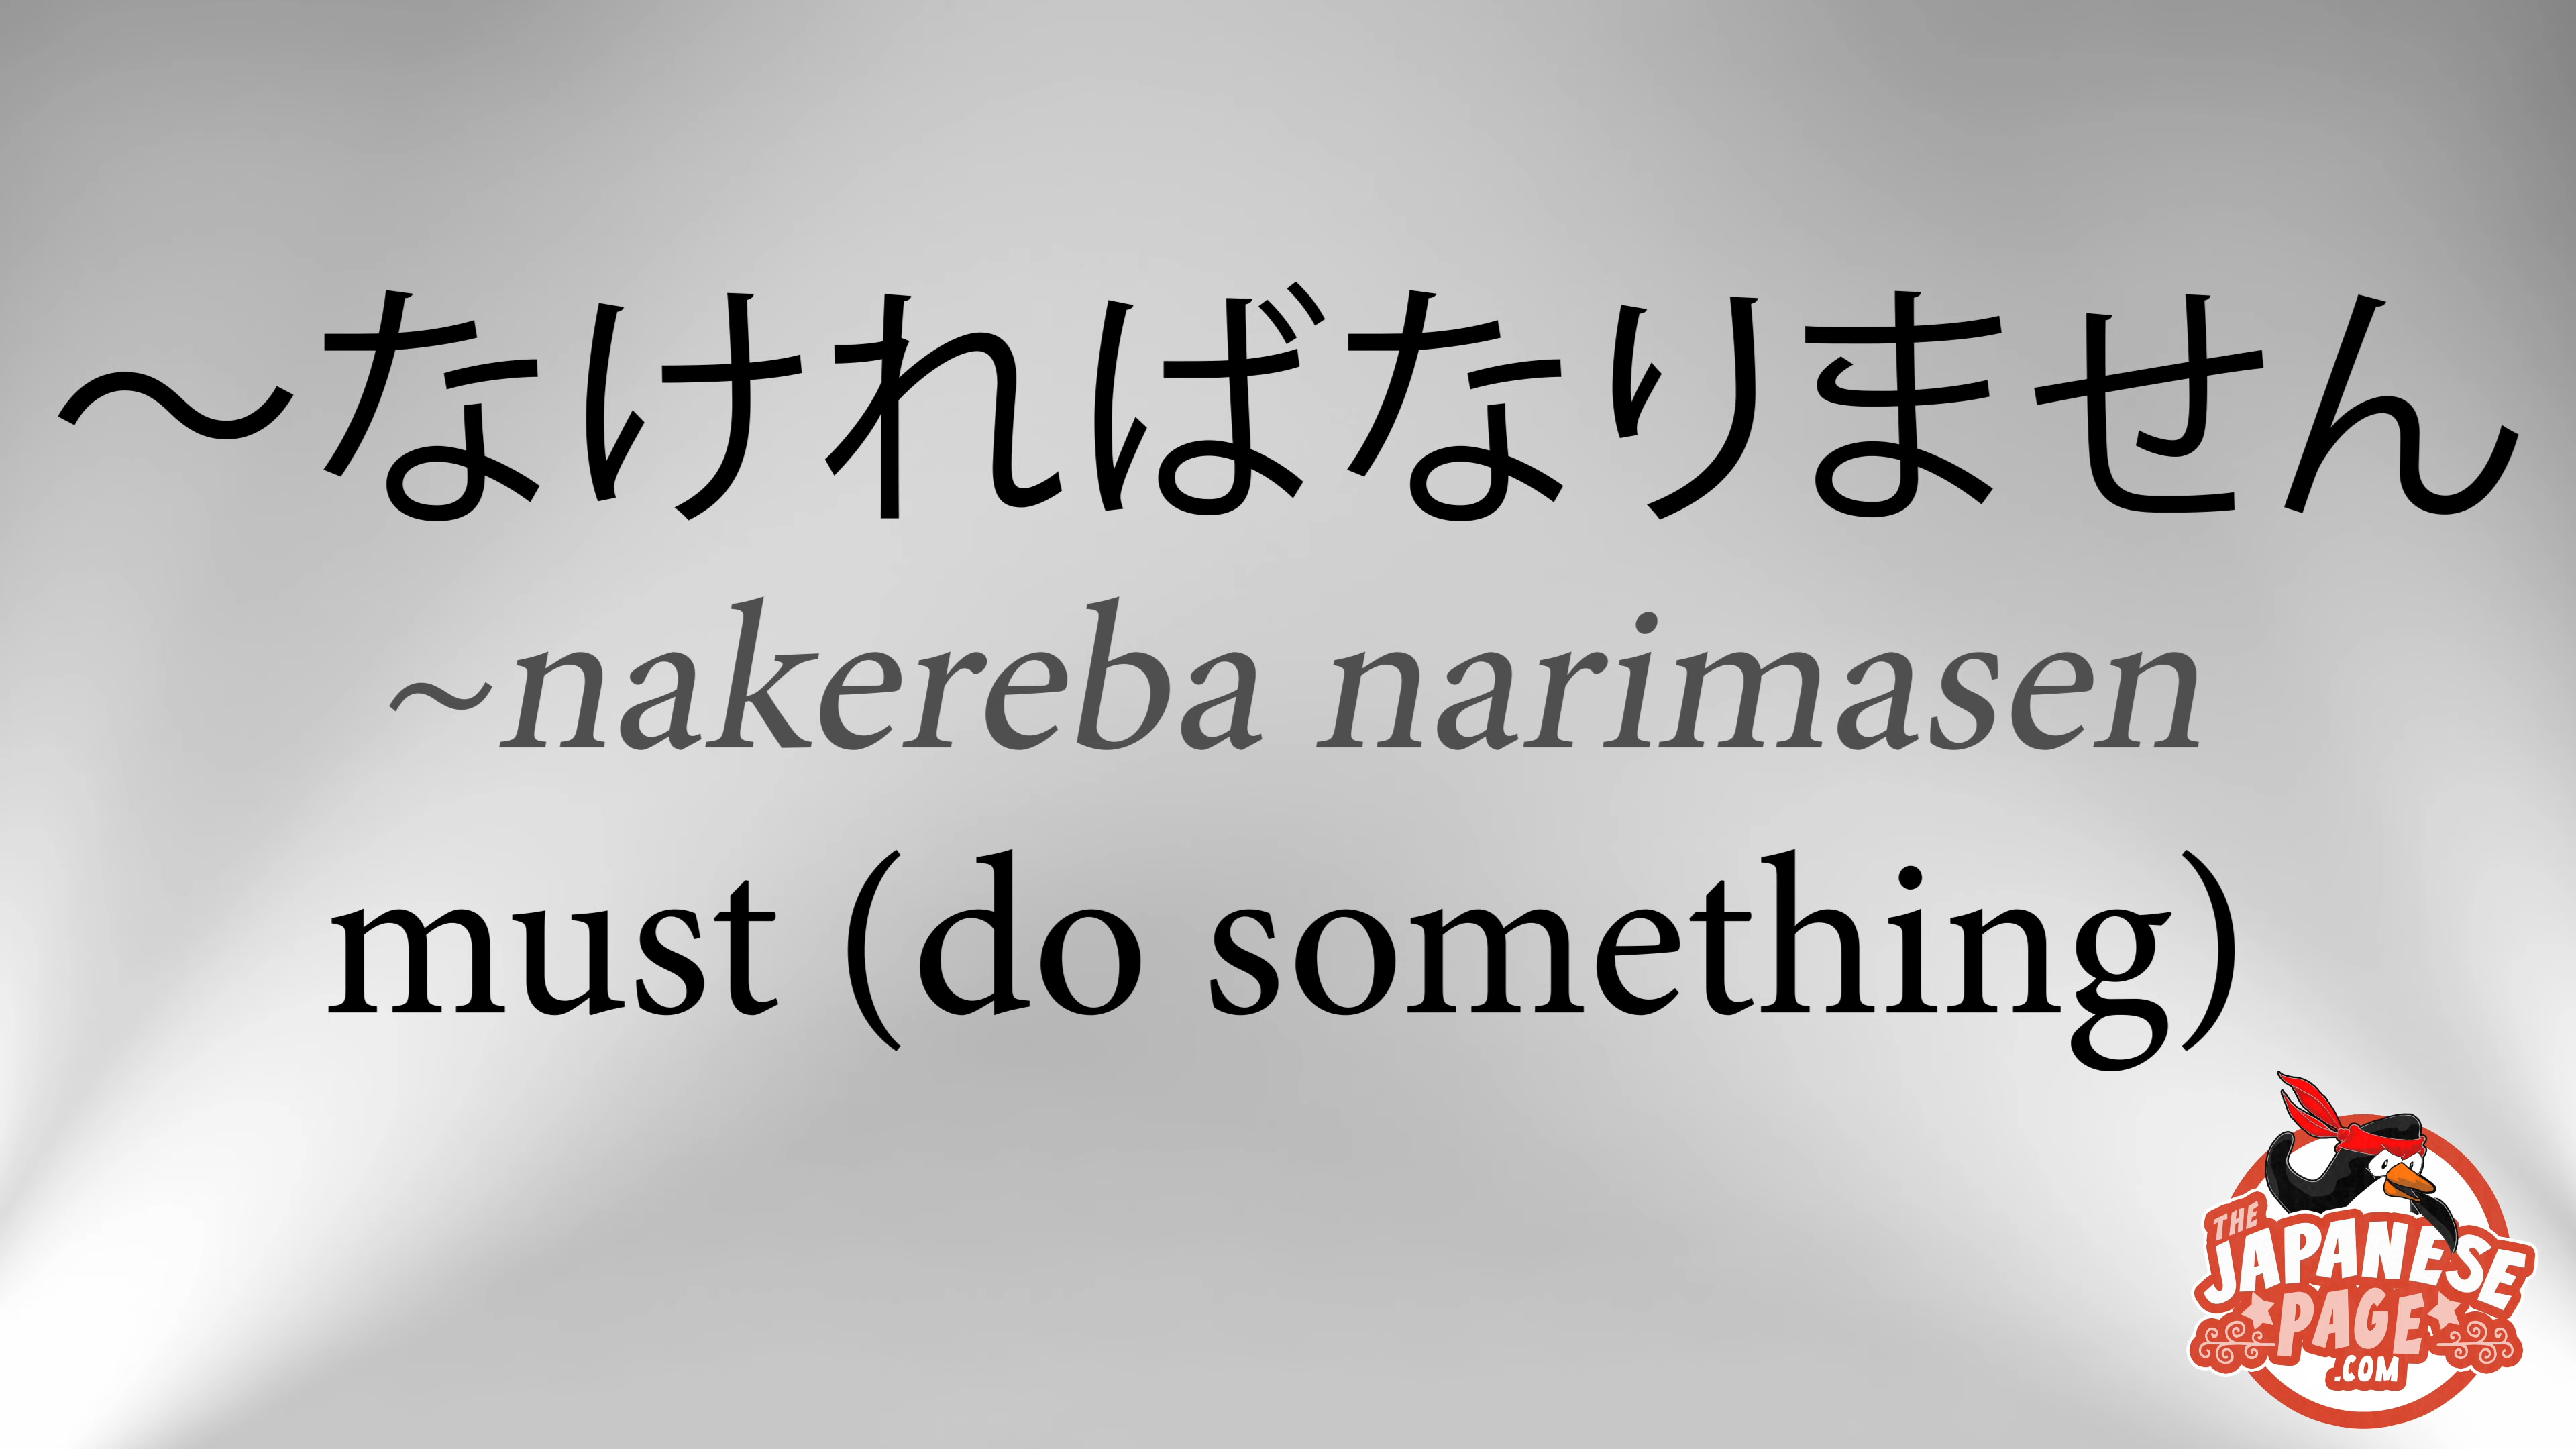 ～なければなりません
~nakereba narimasen
must (do something)
THE
JAPANESE
PAGE
.COM